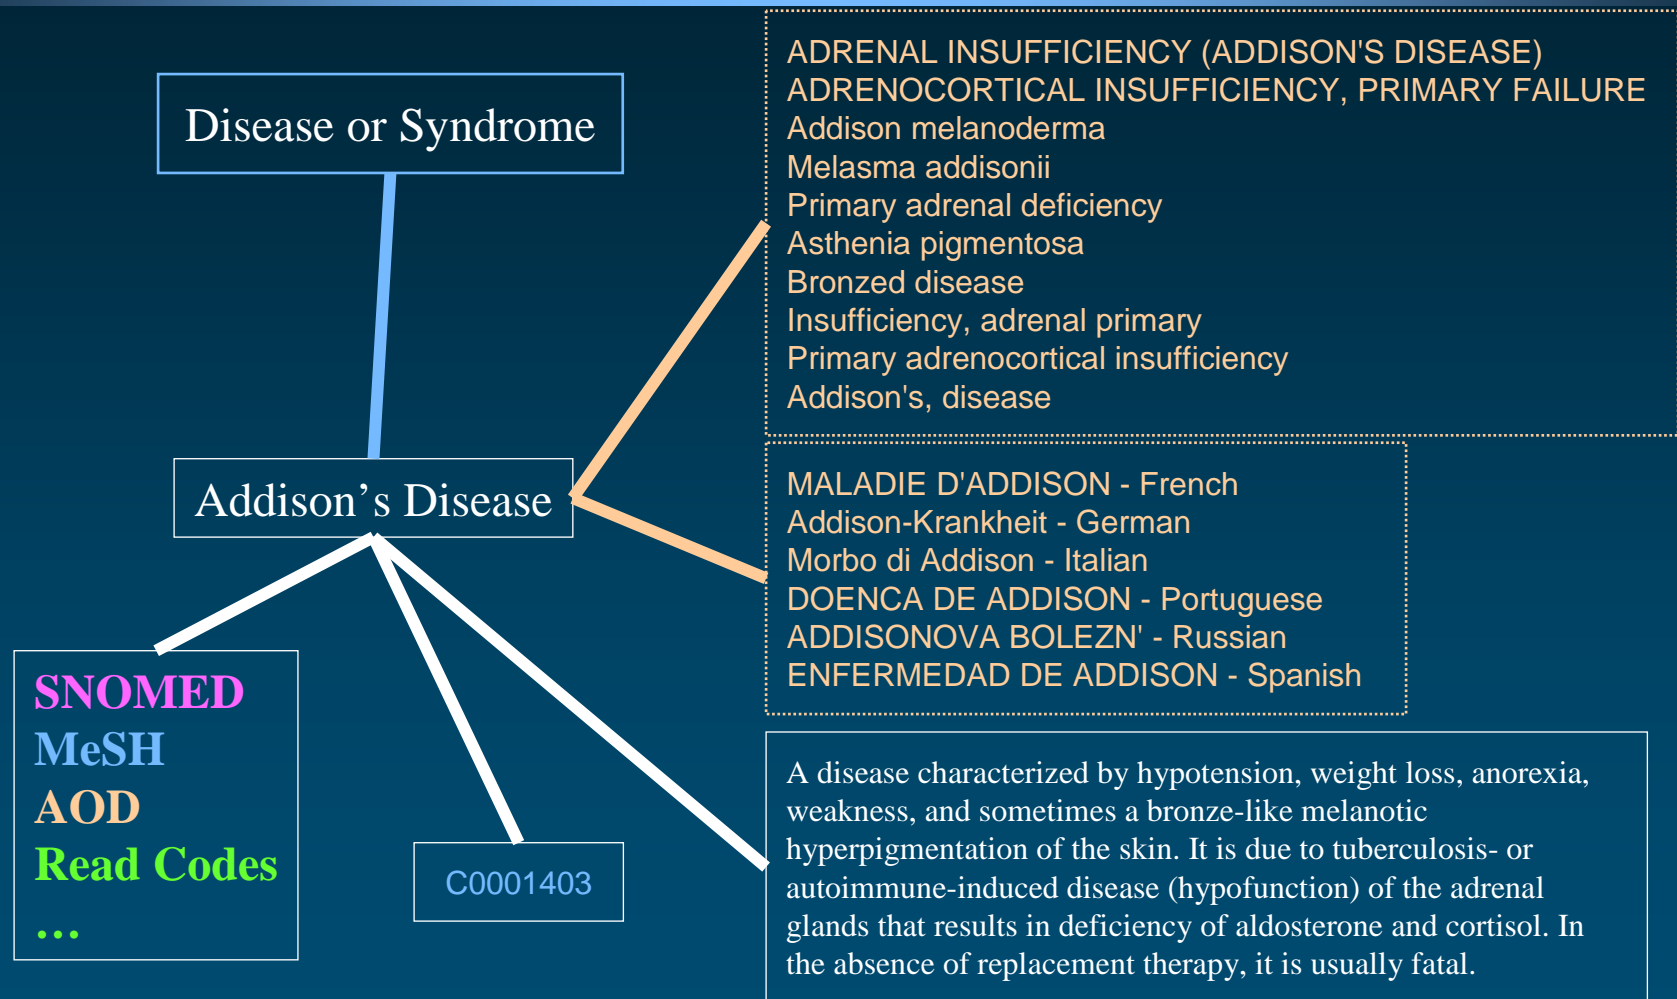 Disease or Syndrome
Addison’s Disease
SNOMED
MeSH
AOD
Read Codes
…
C0001403
ADRENAL INSUFFICIENCY (ADDISON'S DISEASE)
ADRENOCORTICAL INSUFFICIENCY, PRIMARY FAILURE
Addison melanoderma
Melasma addisonii
Primary adrenal deficiency
Asthenia pigmentosa
Bronzed disease
Insufficiency, adrenal primary
Primary adrenocortical insufficiency
Addison's, disease
MALADIE D'ADDISON - French
Addison-Krankheit - German
Morbo di Addison - Italian
DOENCA DE ADDISON - Portuguese
ADDISONOVA BOLEZN' - Russian
ENFERMEDAD DE ADDISON - Spanish
A disease characterized by hypotension, weight loss, anorexia,
weakness, and sometimes a bronze-like melanotic
hyperpigmentation of the skin. It is due to tuberculosis- or
autoimmune-induced disease (hypofunction) of the adrenal
glands that results in deficiency of aldosterone and cortisol. In
the absence of replacement therapy, it is usually fatal.